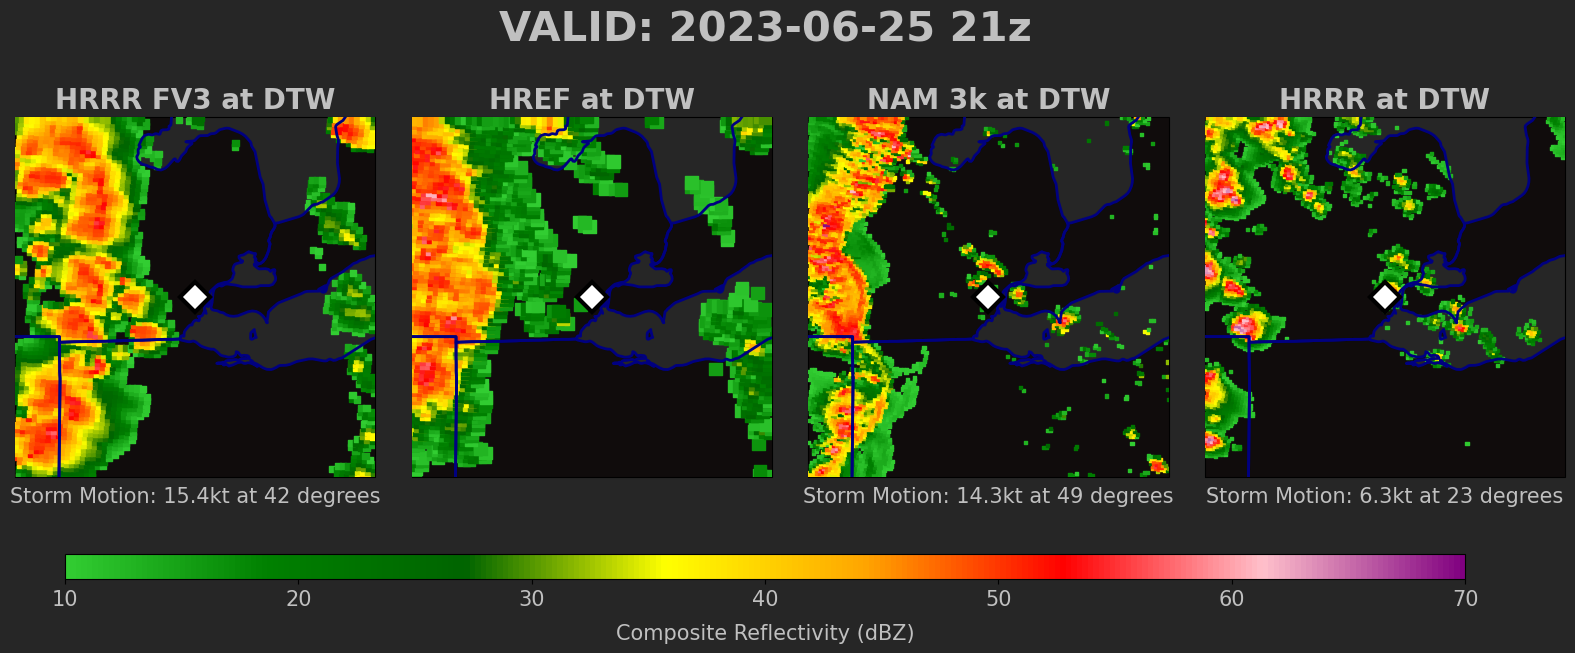 VALID: 2023-06-25 21z
HRRR FV3 at DTW
HREF at DTW
NAM 3k at DTW
HRRR at DTW
Storm Motion: 15.4kt at 42 degrees
Storm Motion: 14.3kt at 49 degrees
Storm Motion: 6.3kt at 23 degrees
10 20 30 40 50 60 70
Composite Reflectivity (dBZ)